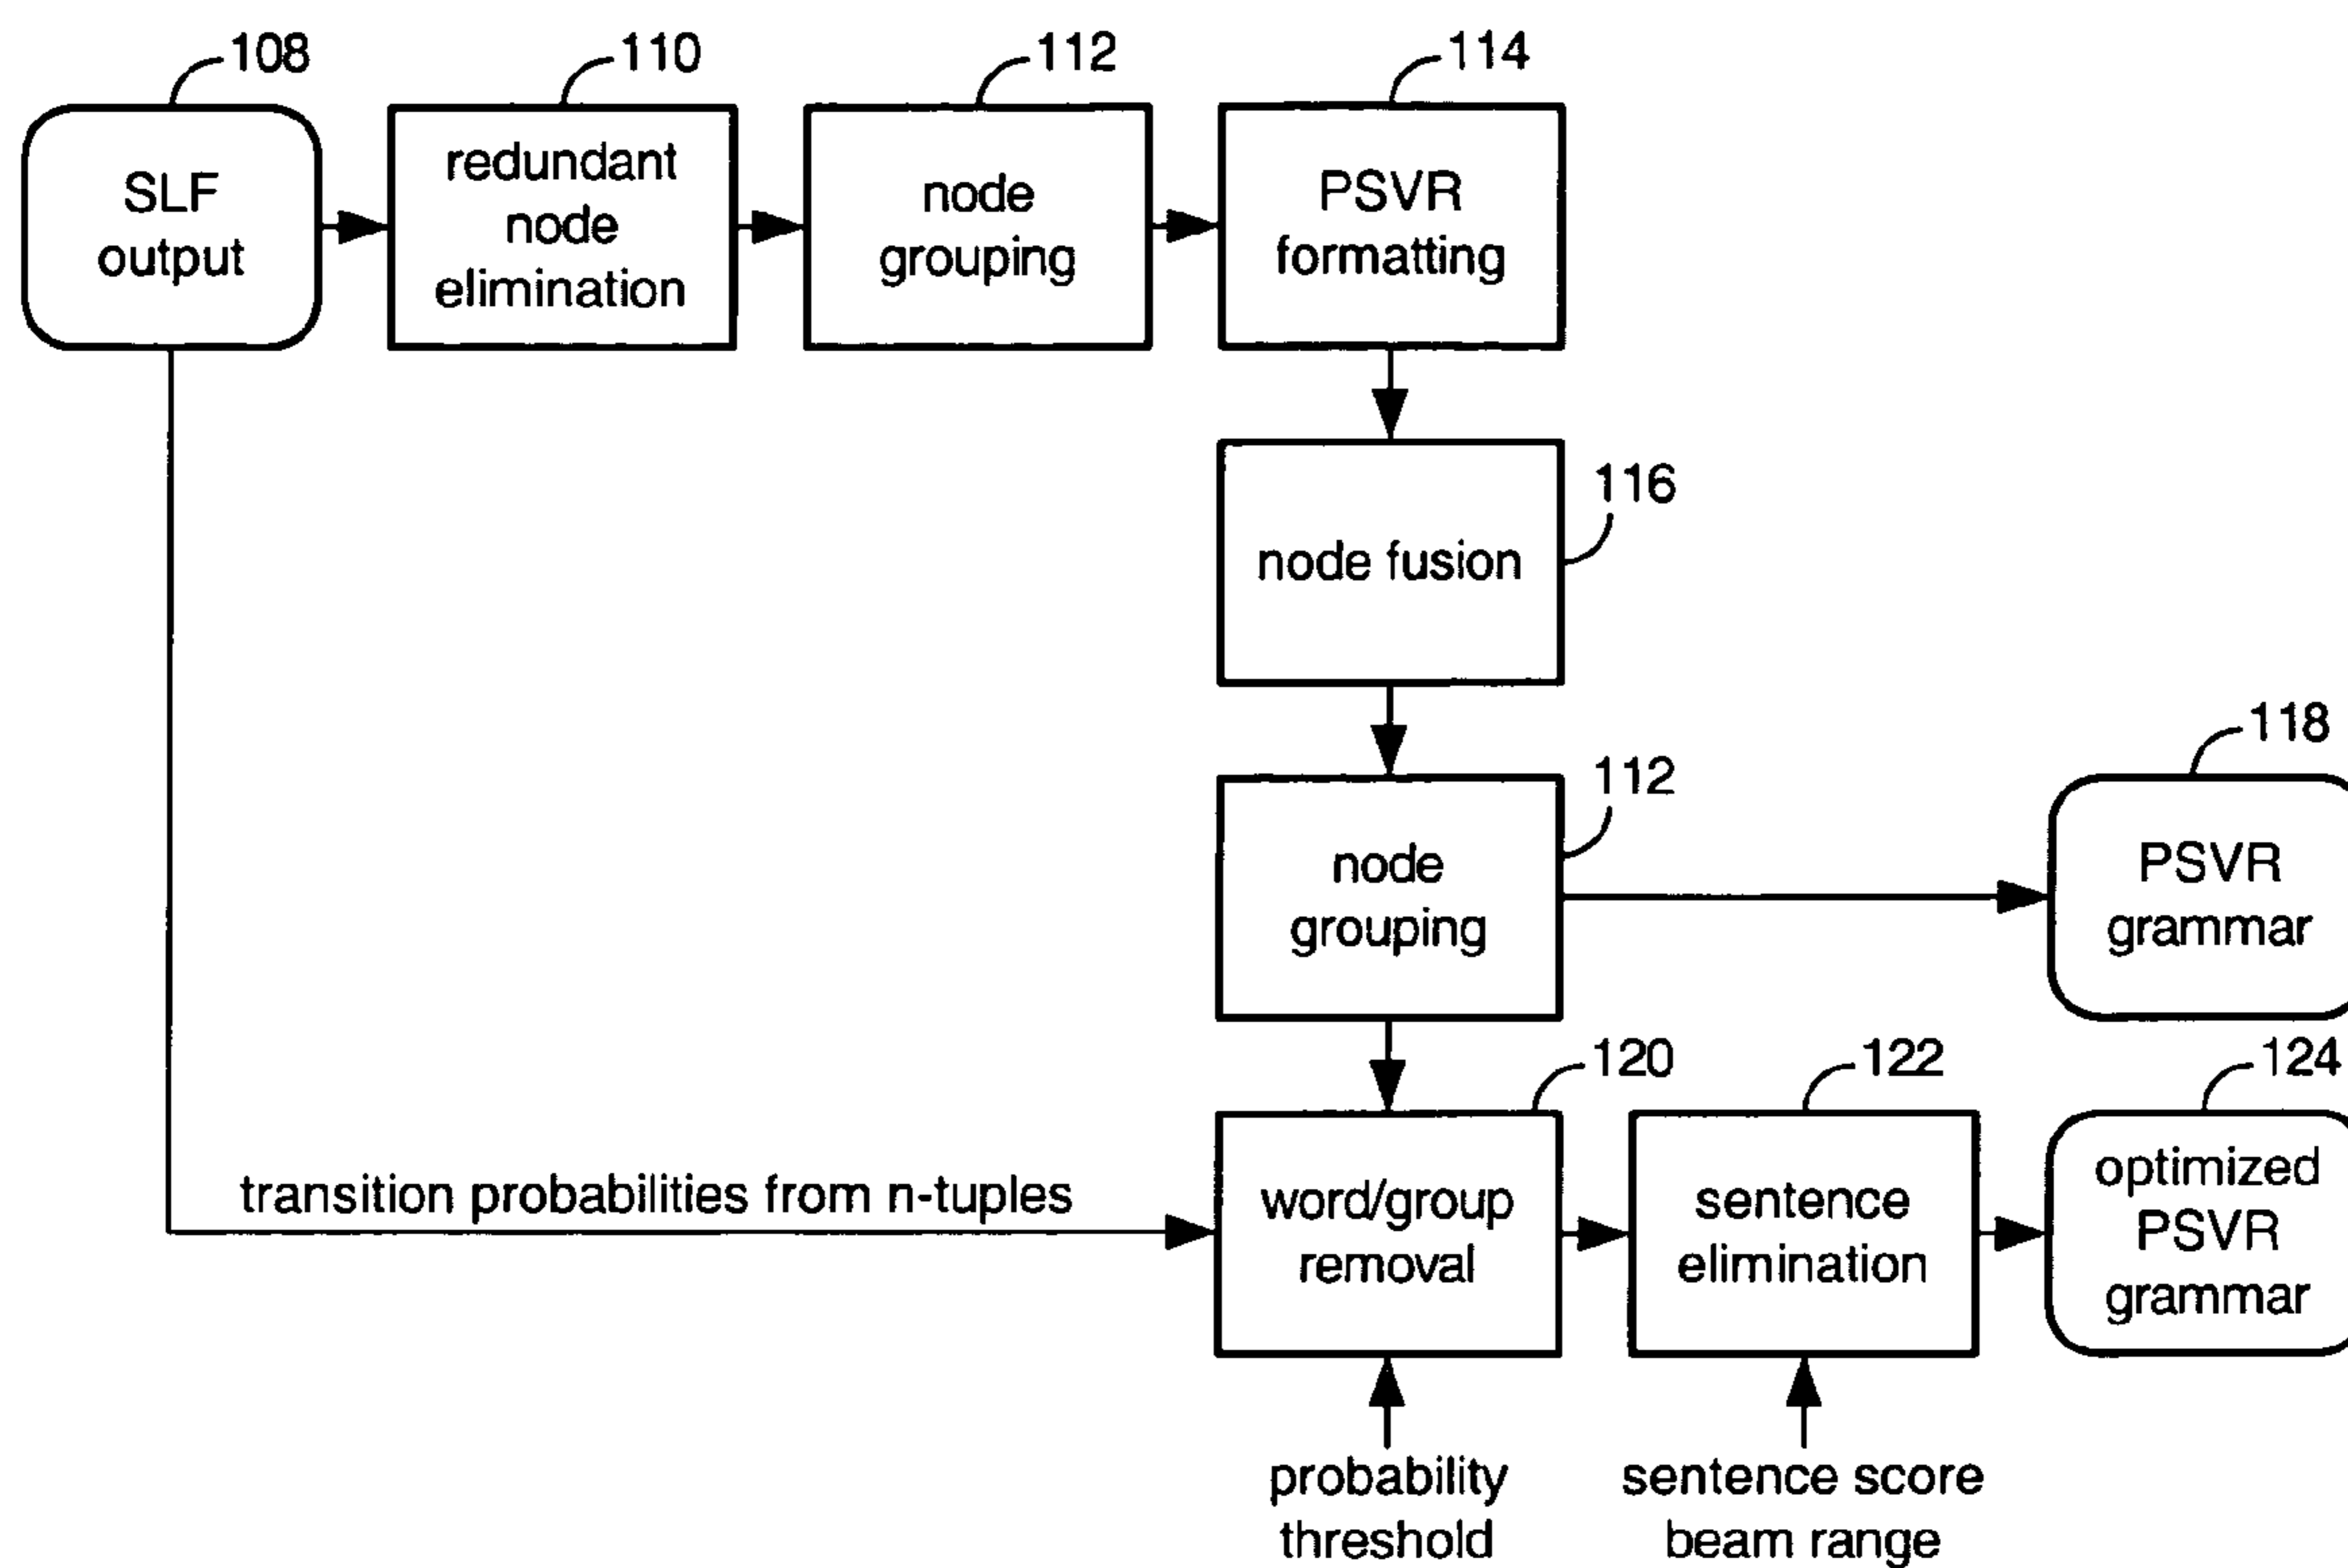 108
110
112
114
SLF
output
redundant
node
elimination
node
grouping
PSVR
formatting
116
node fusion
112
118
node
grouping
PSVR
grammar
120
122
124
transition probabilities from n-tuples
word/group
removal
sentence
elimination
optimized
PSVR
grammar
probability
threshold
sentence score
beam range